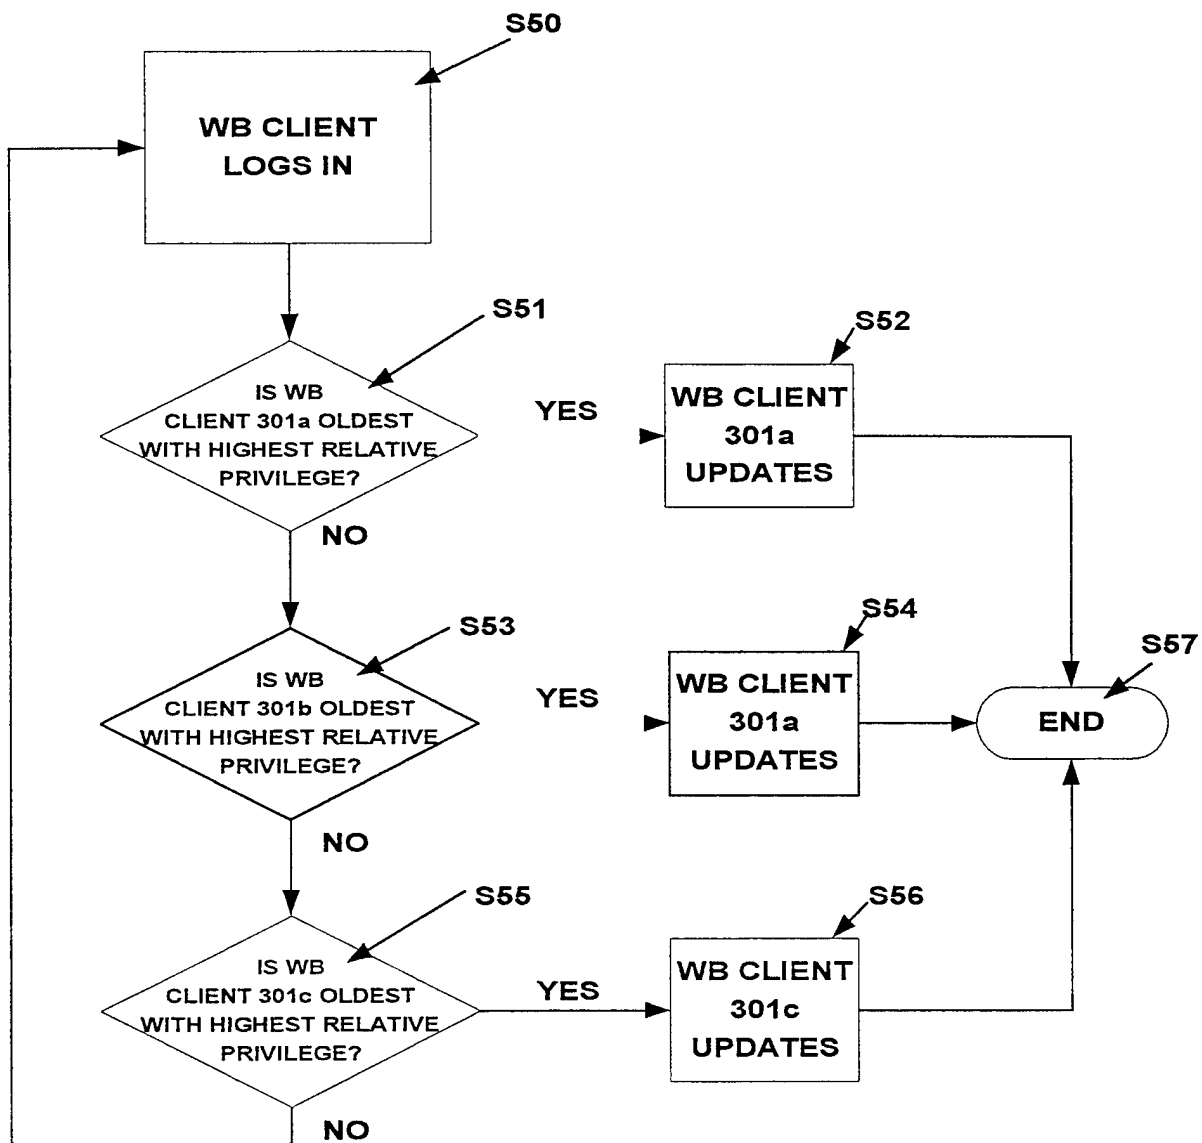 S50
WB CLIENT
LOGS IN
S51
IS WB
CLIENT 301a OLDEST
WITH HIGHEST RELATIVE
PRIVILEGE?
YES
S52
WB CLIENT
301a
UPDATES
NO
S53
IS WB
CLIENT 301b OLDEST
WITH HIGHEST RELATIVE
PRIVILEGE?
YES
S54
WB CLIENT
301a
UPDATES
S57
END
NO
S55
IS WB
CLIENT 301c OLDEST
WITH HIGHEST RELATIVE
PRIVILEGE?
YES
S56
WB CLIENT
301c
UPDATES
NO